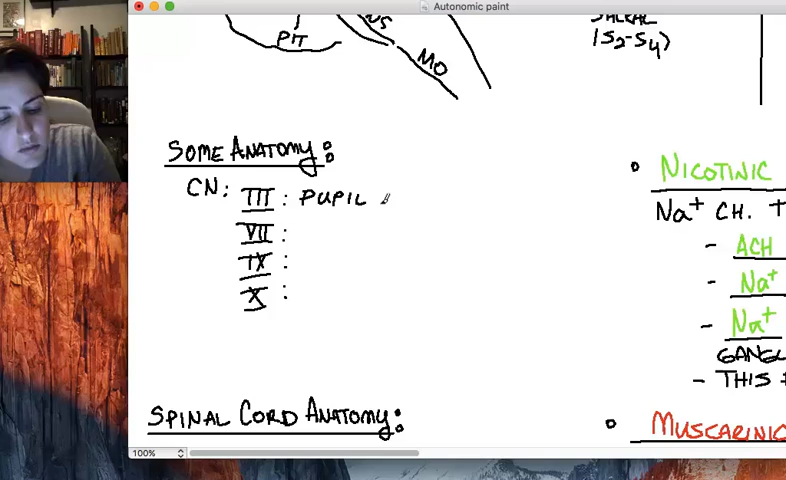 Autonomic paint
SACRAL
(S2-S4)
PIT
MO
SOME ANATOMY:
CN: III: PUPIL
VII:
IX:
X:
NICOTINIC
Na+ CH. +
- ACH
- Na+
- Na+
GANGL
- THIS
SPINAL CORD ANATOMY:
MUSCARINIC
100%